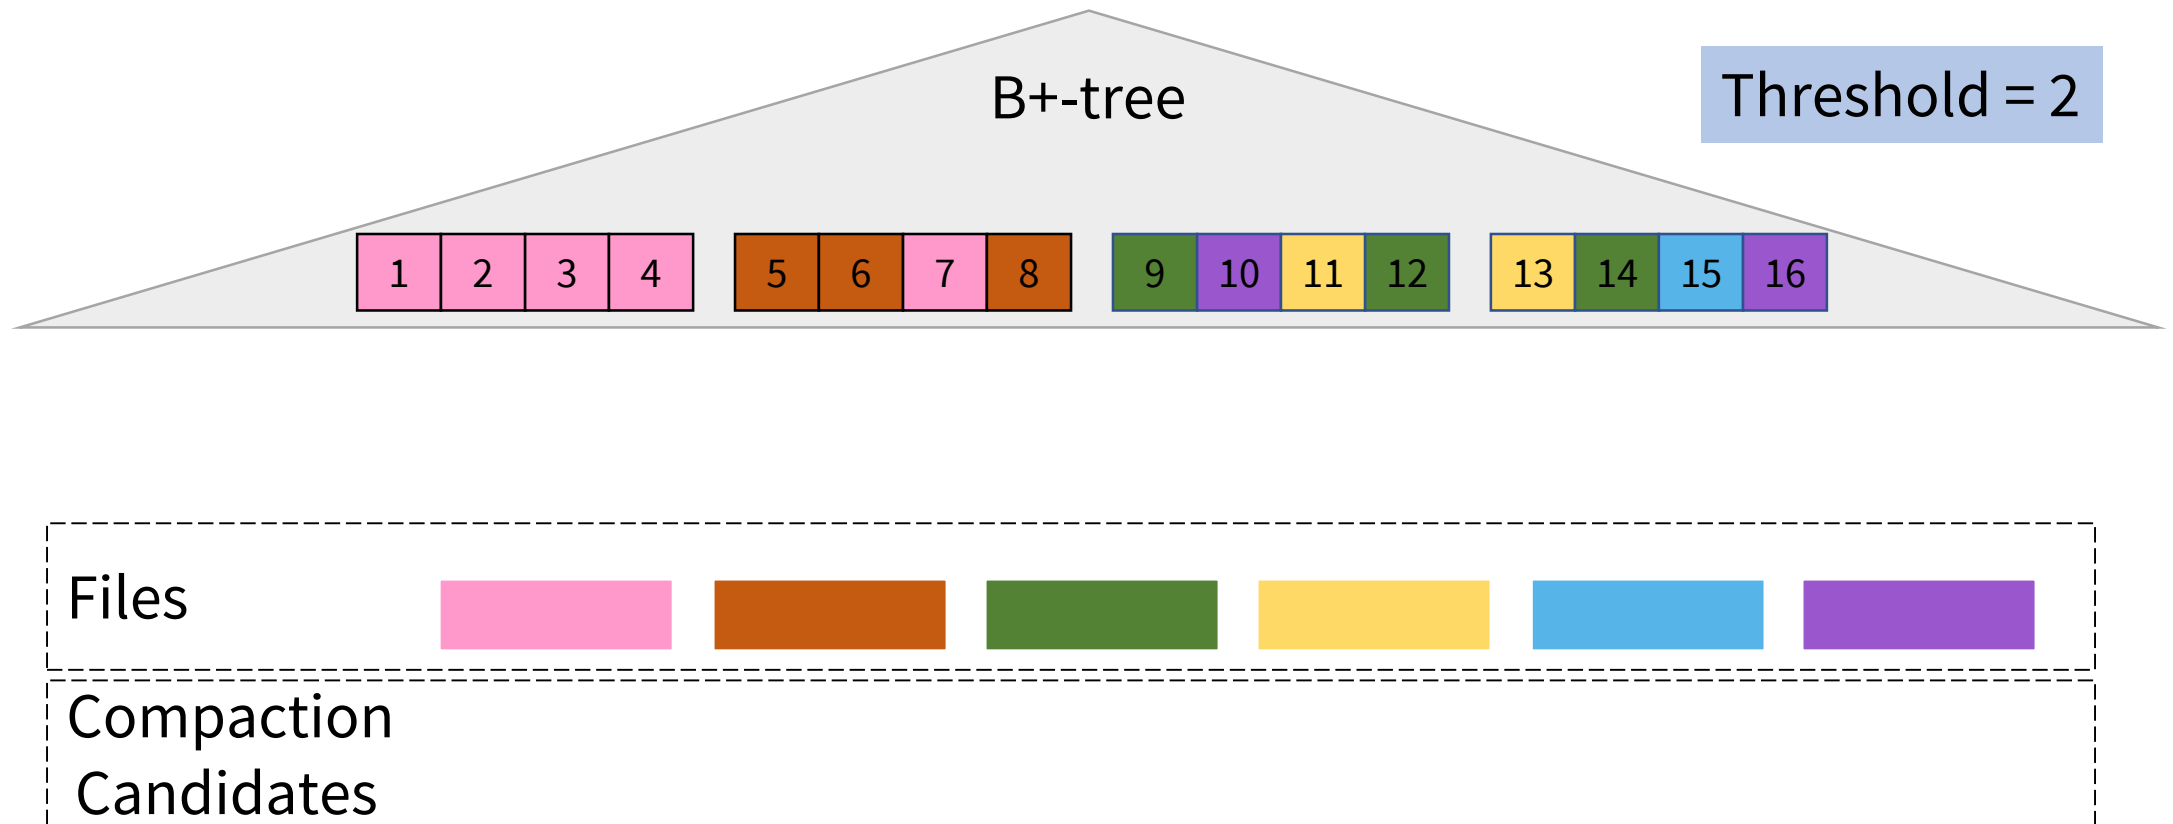 B+-tree
Threshold = 2
1 2 3 4 5 6 7 8 9 10 11 12 13 14 15 16
Files
Compaction
Candidates